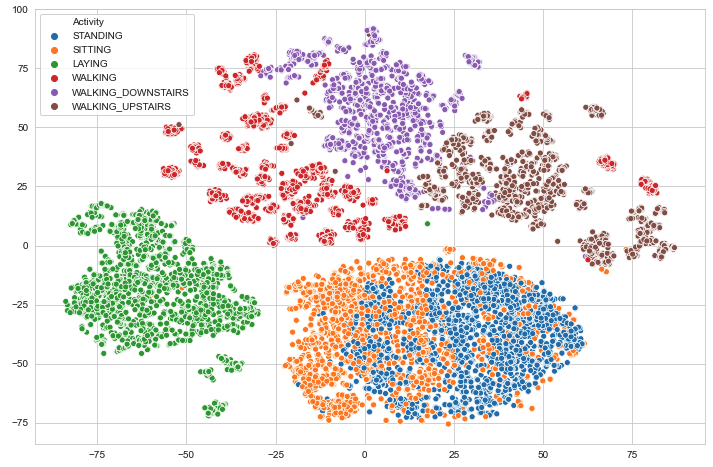 Activity
STANDING
SITTING
LAYING
WALKING
WALKING_DOWNSTAIRS
WALKING_UPSTAIRS
100
75
50
25
0
−25
−50
−75
−75 −50 −25 0 25 50 75